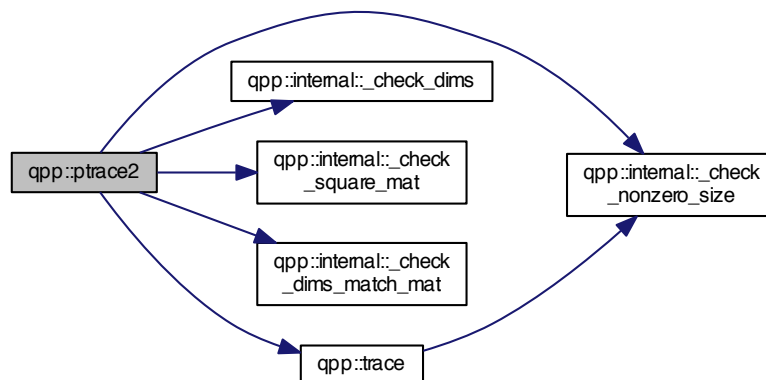 qpp::ptrace2
qpp::internal::_check_dims
qpp::internal::_check
_square_mat
qpp::internal::_check
_dims_match_mat
qpp::trace
qpp::internal::_check
_nonzero_size